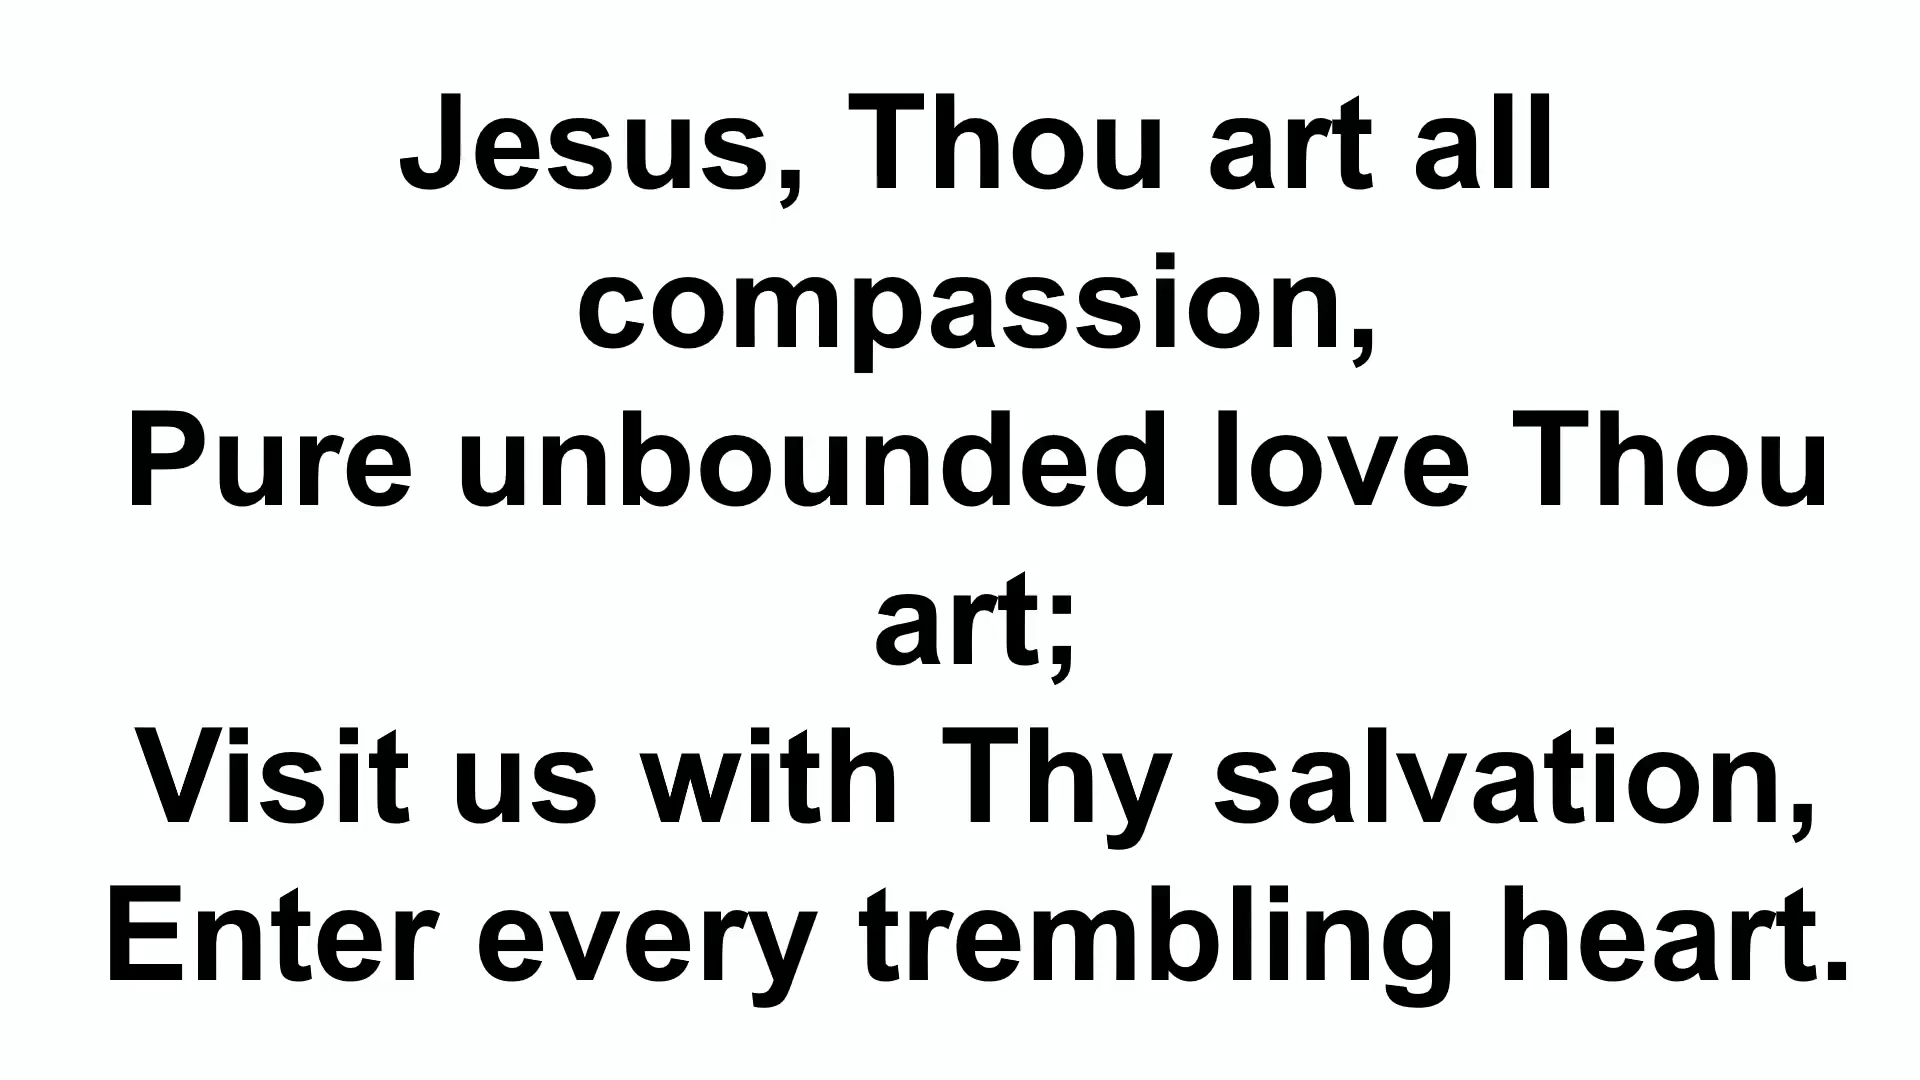 Jesus, Thou art all
compassion,
Pure unbounded love Thou
art;
Visit us with Thy salvation,
Enter every trembling heart.